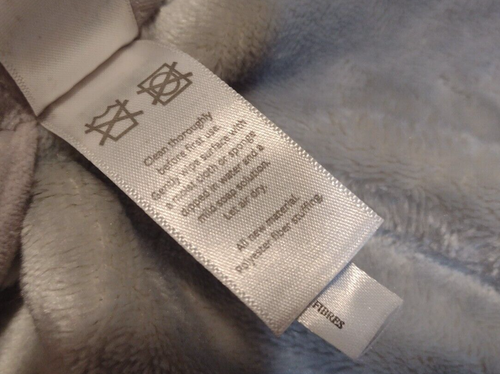 Clean thoroughly
before first use.
Gently wipe surface with
a moist cloth or sponge
dipped in water and a
mild soap solution.
Let air dry.
All new material.
Polyester fiber stuffing.
FIBRES